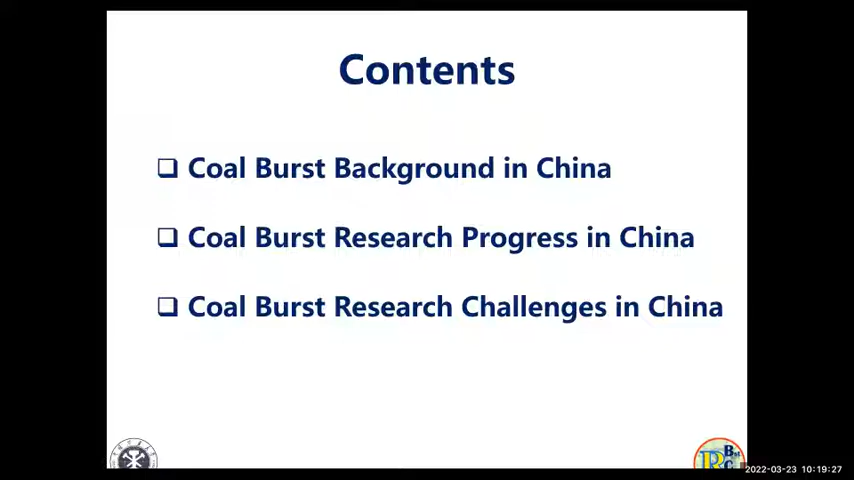 Contents
❑ Coal Burst Background in China
❑ Coal Burst Research Progress in China
❑ Coal Burst Research Challenges in China
Bst
R C
2022-03-23 10:19:27